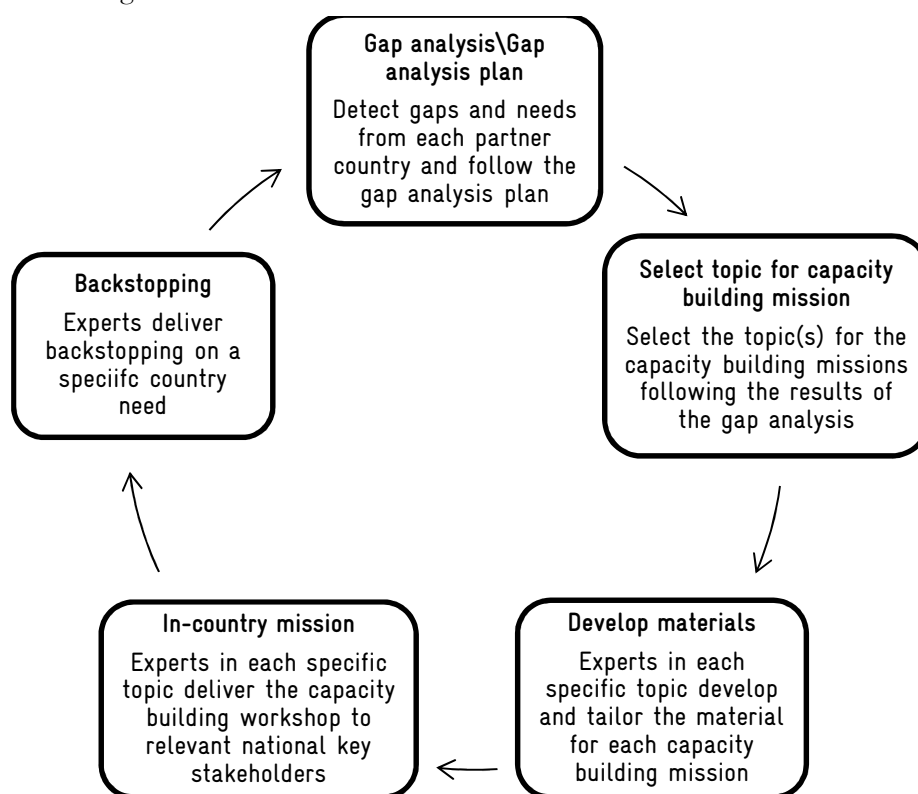 Gap analysis\Gap
analysis plan
Detect gaps and needs
from each partner
country and follow the
gap analysis plan
Select topic for capacity
building mission
Select the topic(s) for the
capacity building missions
following the results of
the gap analysis
Develop materials
Experts in each
specific topic develop
and tailor the material
for each capacity
building mission
In-country mission
Experts in each specific
topic deliver the capacity
building workshop to
relevant national key
stakeholders
Backstopping
Experts deliver
backstopping on a
speciifc country
need